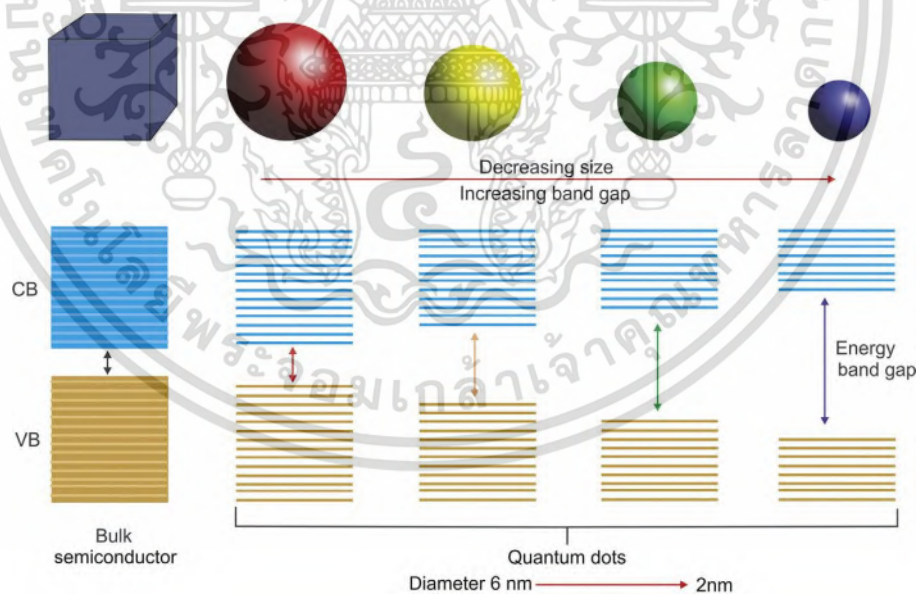 Decreasing size
Increasing band gap
CB
Energy
band gap
VB
Bulk
semiconductor
Quantum dots
Diameter 6 nm
2nm